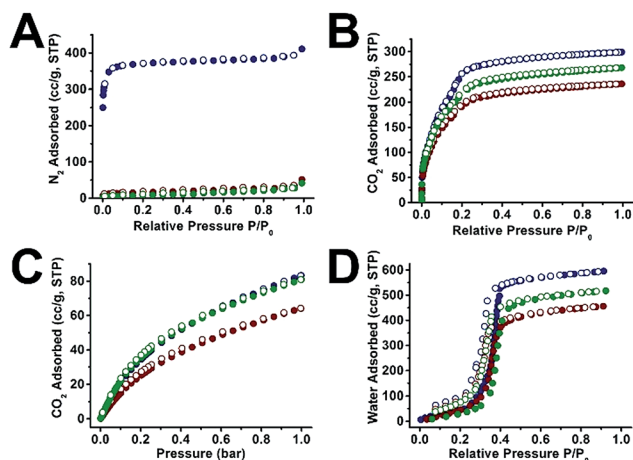 A
N₂ Adsorbed (cc/g, STP)
400
300
200
100
0
0.0 0.2 0.4 0.6 0.8 1.0
Relative Pressure P/P₀
B
CO₂ Adsorbed (cc/g, STP)
300
250
200
150
100
50
0
0.0 0.2 0.4 0.6 0.8 1.0
Relative Pressure P/P₀
C
CO₂ Adsorbed (cc/g, STP)
80
60
40
20
0
0.0 0.2 0.4 0.6 0.8 1.0
Pressure (bar)
D
Water Adsorbed (cc/g, STP)
600
500
400
300
200
100
0
0.0 0.2 0.4 0.6 0.8 1.0
Relative Pressure P/P₀